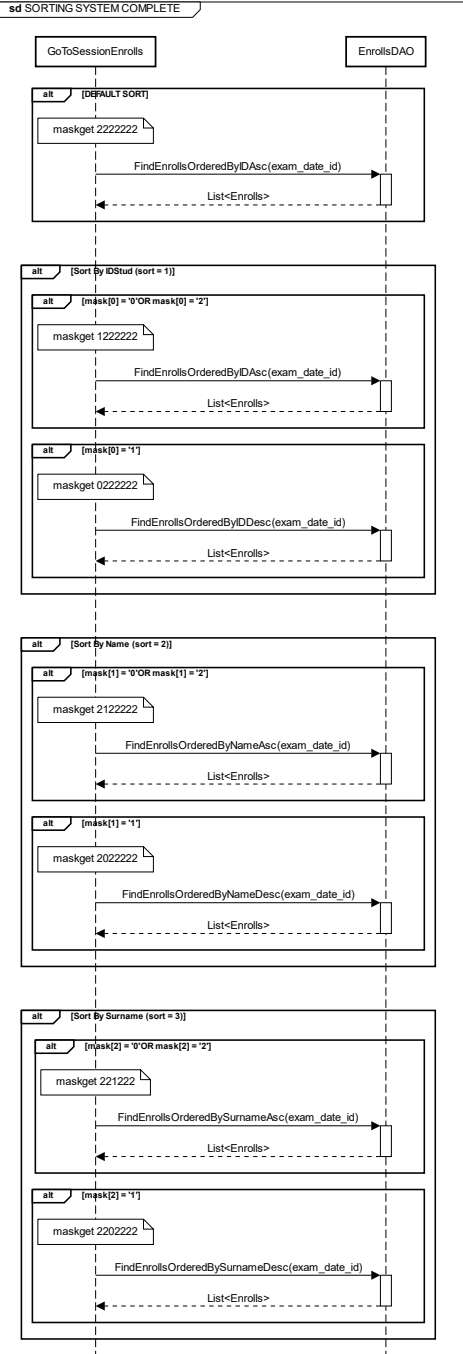 sd SORTING SYSTEM COMPLETE
GoToSessionEnrolls
EnrollsDAO
alt [DEFAULT SORT]
maskget 2222222
FindEnrollsOrderedByIDAsc(exam_date_id)
List<Enrolls>
alt [Sort By IDStud (sort = 1)]
alt [mask[0] = '0'OR mask[0] = '2']
maskget 1222222
FindEnrollsOrderedByIDAsc(exam_date_id)
List<Enrolls>
alt [mask[0] = '1']
maskget 0222222
FindEnrollsOrderedByIDDesc(exam_date_id)
List<Enrolls>
alt [Sort By Name (sort = 2)]
alt [mask[1] = '0'OR mask[1] = '2']
maskget 2122222
FindEnrollsOrderedByNameAsc(exam_date_id)
List<Enrolls>
alt [mask[1] = '1']
maskget 2022222
FindEnrollsOrderedByNameDesc(exam_date_id)
List<Enrolls>
alt [Sort By Surname (sort = 3)]
alt [mask[2] = '0'OR mask[2] = '2']
maskget 221222
FindEnrollsOrderedBySurnameAsc(exam_date_id)
List<Enrolls>
alt [mask[2] = '1']
maskget 2202222
FindEnrollsOrderedBySurnameDesc(exam_date_id)
List<Enrolls>